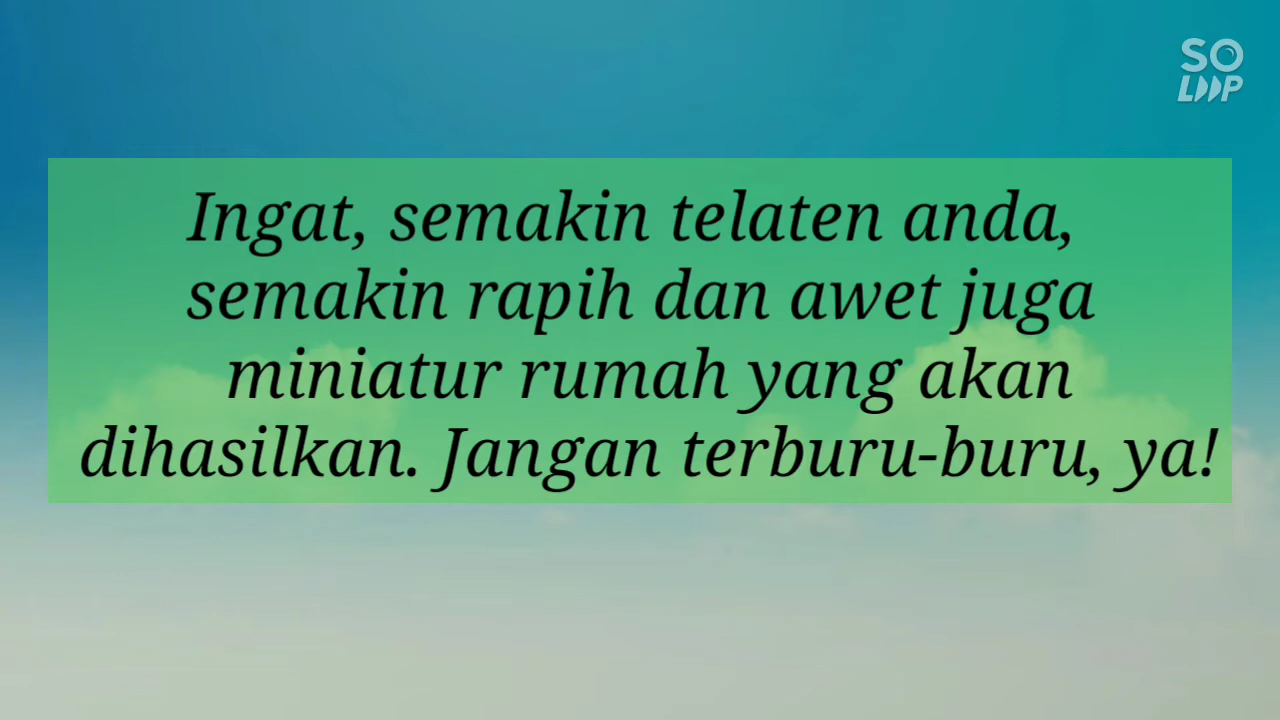 SO
LOOP
Ingat, semakin telaten anda,
semakin rapih dan awet juga
miniatur rumah yang akan
dihasilkan. Jangan terburu-buru, ya!